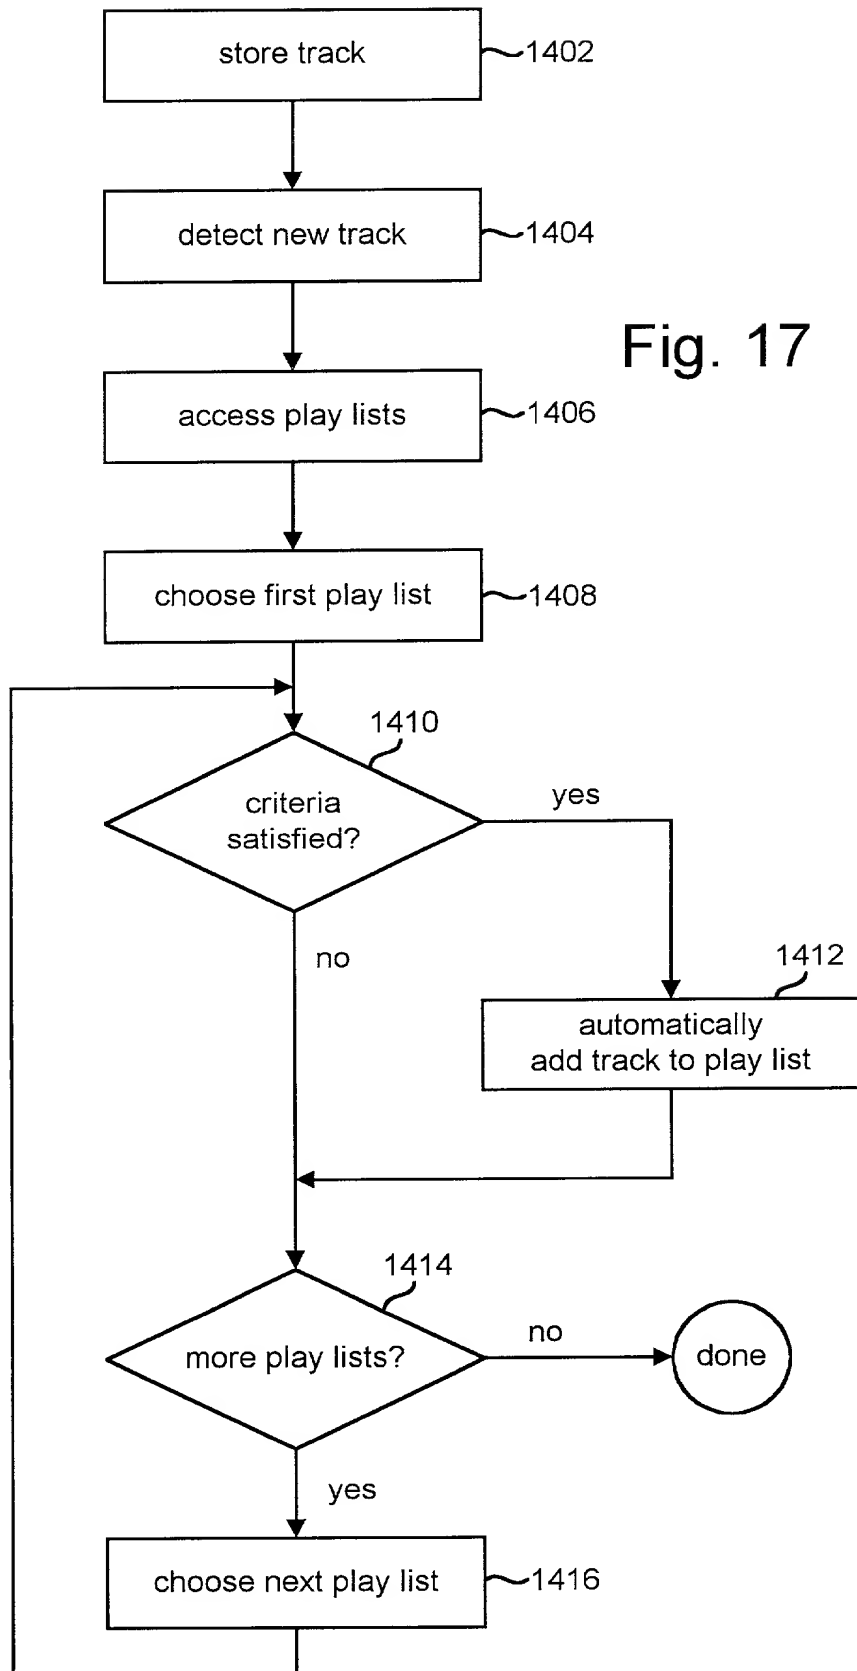 store track
1402
detect new track
1404
Fig. 17
access play lists
1406
choose first play list
1408
1410
criteria
satisfied?
yes
no
1412
automatically
add track to play list
1414
more play lists?
no
done
yes
choose next play list
1416